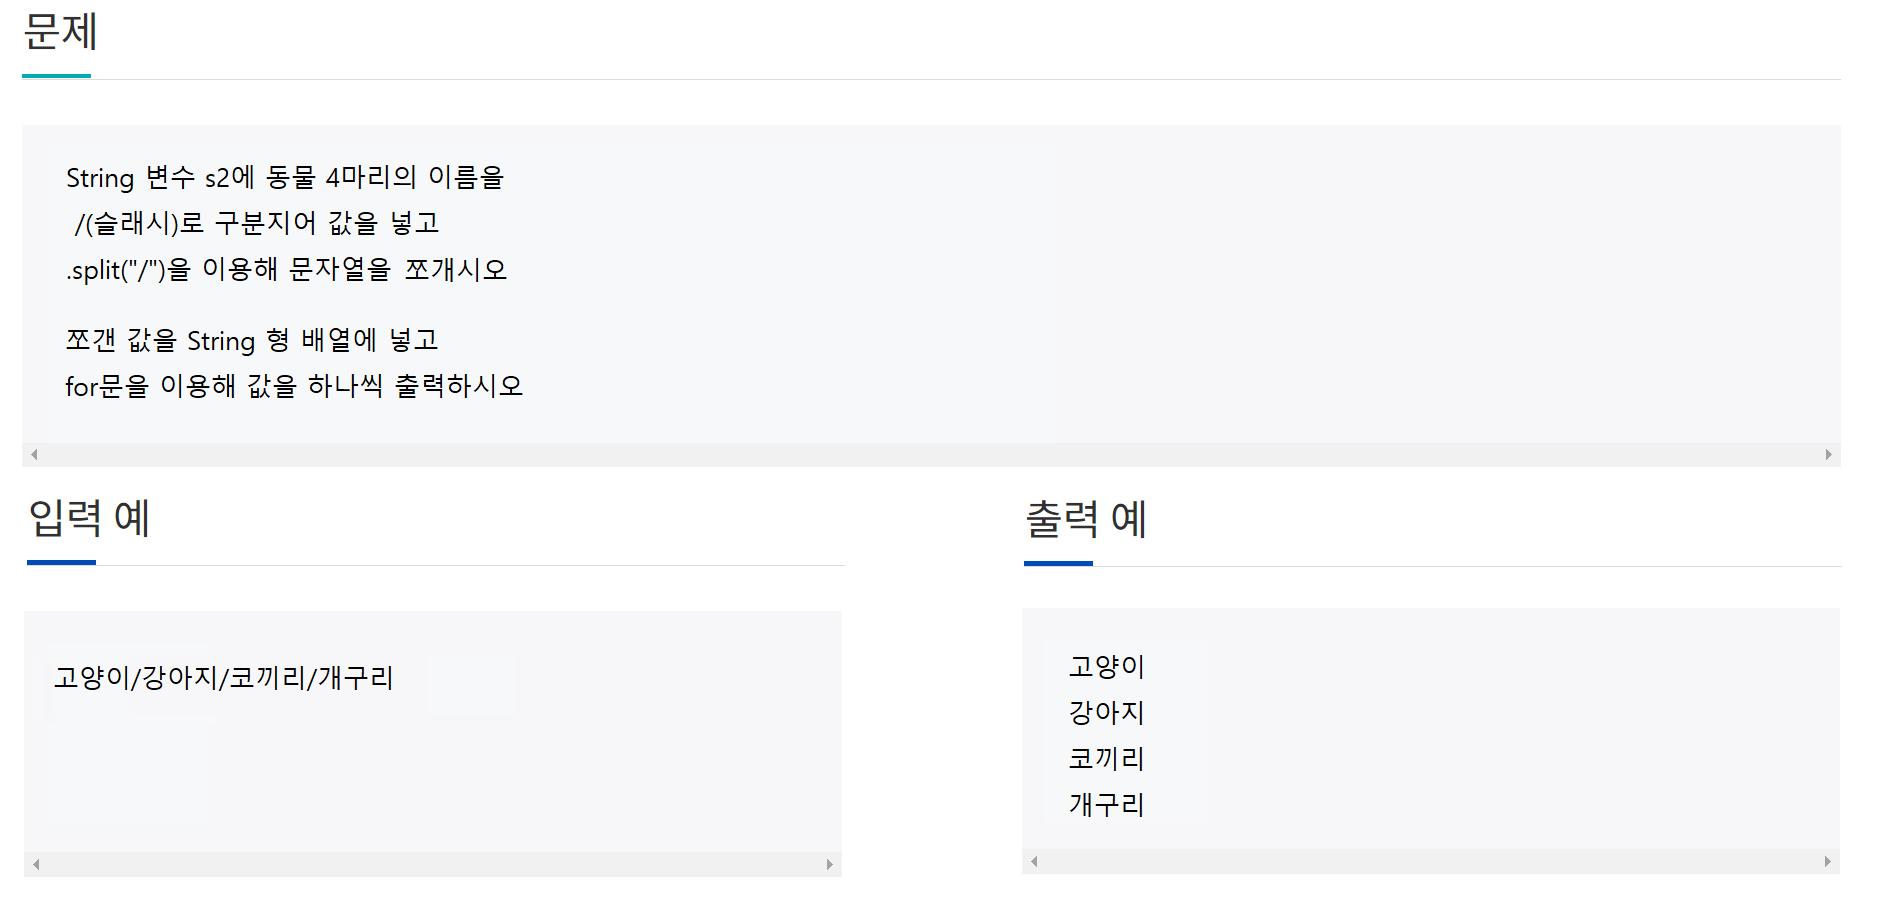 문제
String 변수 s2에 동물 4마리의 이름을
/(슬래시)로 구분지어 값을 넣고
.split("/")을 이용해 문자열을 쪼개시오
쪼갠 값을 String 형 배열에 넣고
for문을 이용해 값을 하나씩 출력하시오
입력 예
고양이/강아지/코끼리/개구리
출력 예
고양이
강아지
코끼리
개구리